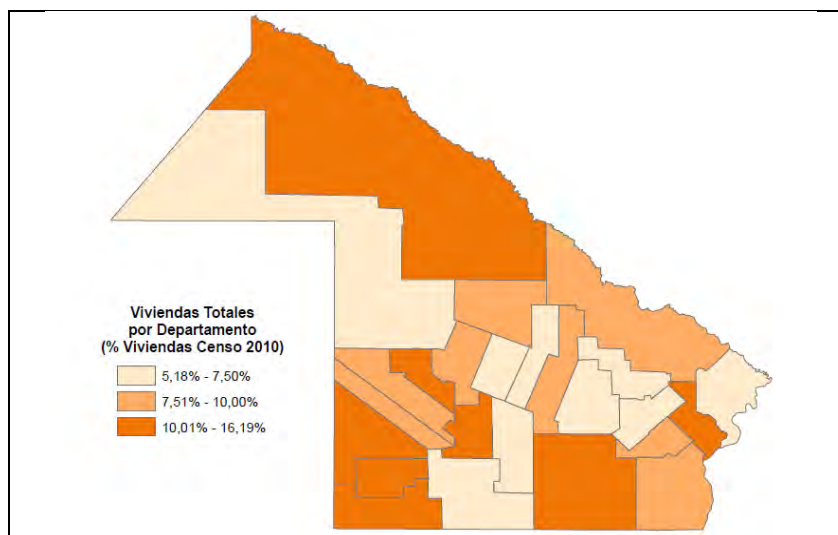 Viviendas Totales
por Departamento
(% Viviendas Censo 2010)
5,18% - 7,50%
7,51% - 10,00%
10,01% - 16,19%